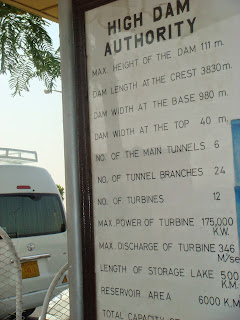 HIGH DAM
AUTHORITY
MAX. HEIGHT OF THE DAM 111 m.
DAM LENGTH AT THE CREST 3830 m.
DAM WIDTH AT THE BASE 980 m.
DAM WIDTH AT THE TOP 40 m.
NO. OF THE MAIN TUNNELS 6
NO. OF TUNNEL BRANCHES 24
NO. OF TURBINES 12
MAX. POWER OF TURBINE 175,000
K.W.
MAX. DISCHARGE OF TURBINE 346
M³/se
LENGTH OF STORAGE LAKE 500
K.M.
RESERVOIR AREA 6000 K.M
TOTAL CAPACITY